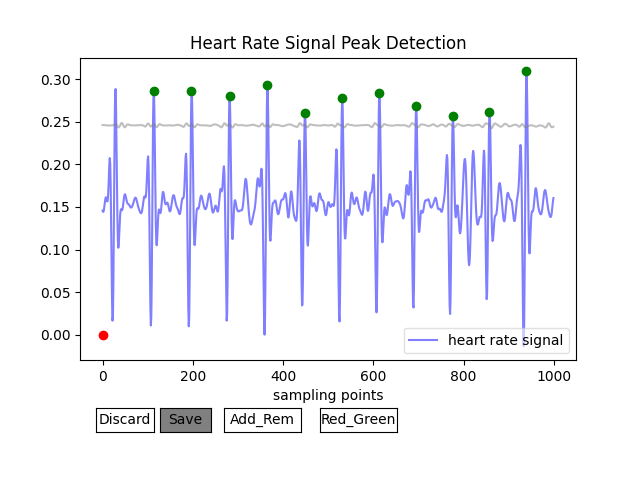 Heart Rate Signal Peak Detection
0.30
0.25
0.20
0.15
0.10
0.05
0.00
heart rate signal
0 200 400 600 800 1000
sampling points
Discard Save Add_Rem Red_Green